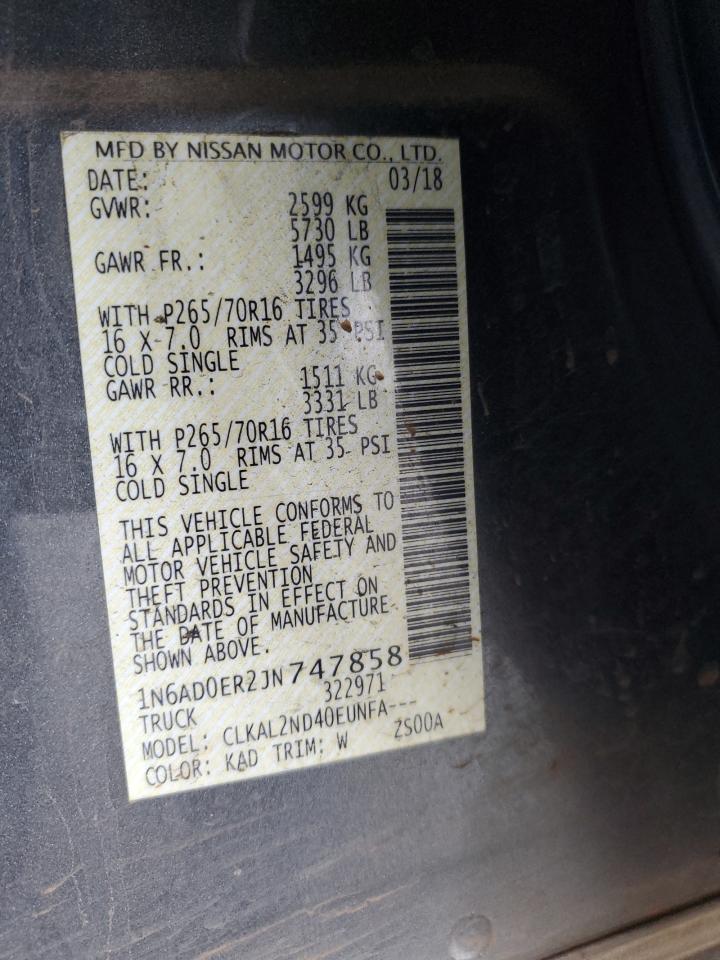 MFD BY NISSAN MOTOR CO., LTD.
DATE: 03/18
GVWR: 2599 KG
5730 LB
GAWR FR.: 1495 KG
3296 LB
WITH P265/70R16 TIRES
16 X 7.0 RIMS AT 35 PSI
COLD SINGLE
GAWR RR.: 1511 KG
3331 LB
WITH P265/70R16 TIRES
16 X 7.0 RIMS AT 35 PSI
COLD SINGLE
THIS VEHICLE CONFORMS TO
ALL APPLICABLE FEDERAL
MOTOR VEHICLE SAFETY AND
THEFT PREVENTION
STANDARDS IN EFFECT ON
THE DATE OF MANUFACTURE
SHOWN ABOVE.
1N6AD0ER2JN747858
TRUCK 322971
MODEL: CLKAL2ND40EUNFA---
COLOR: KAD TRIM: W ZS00A